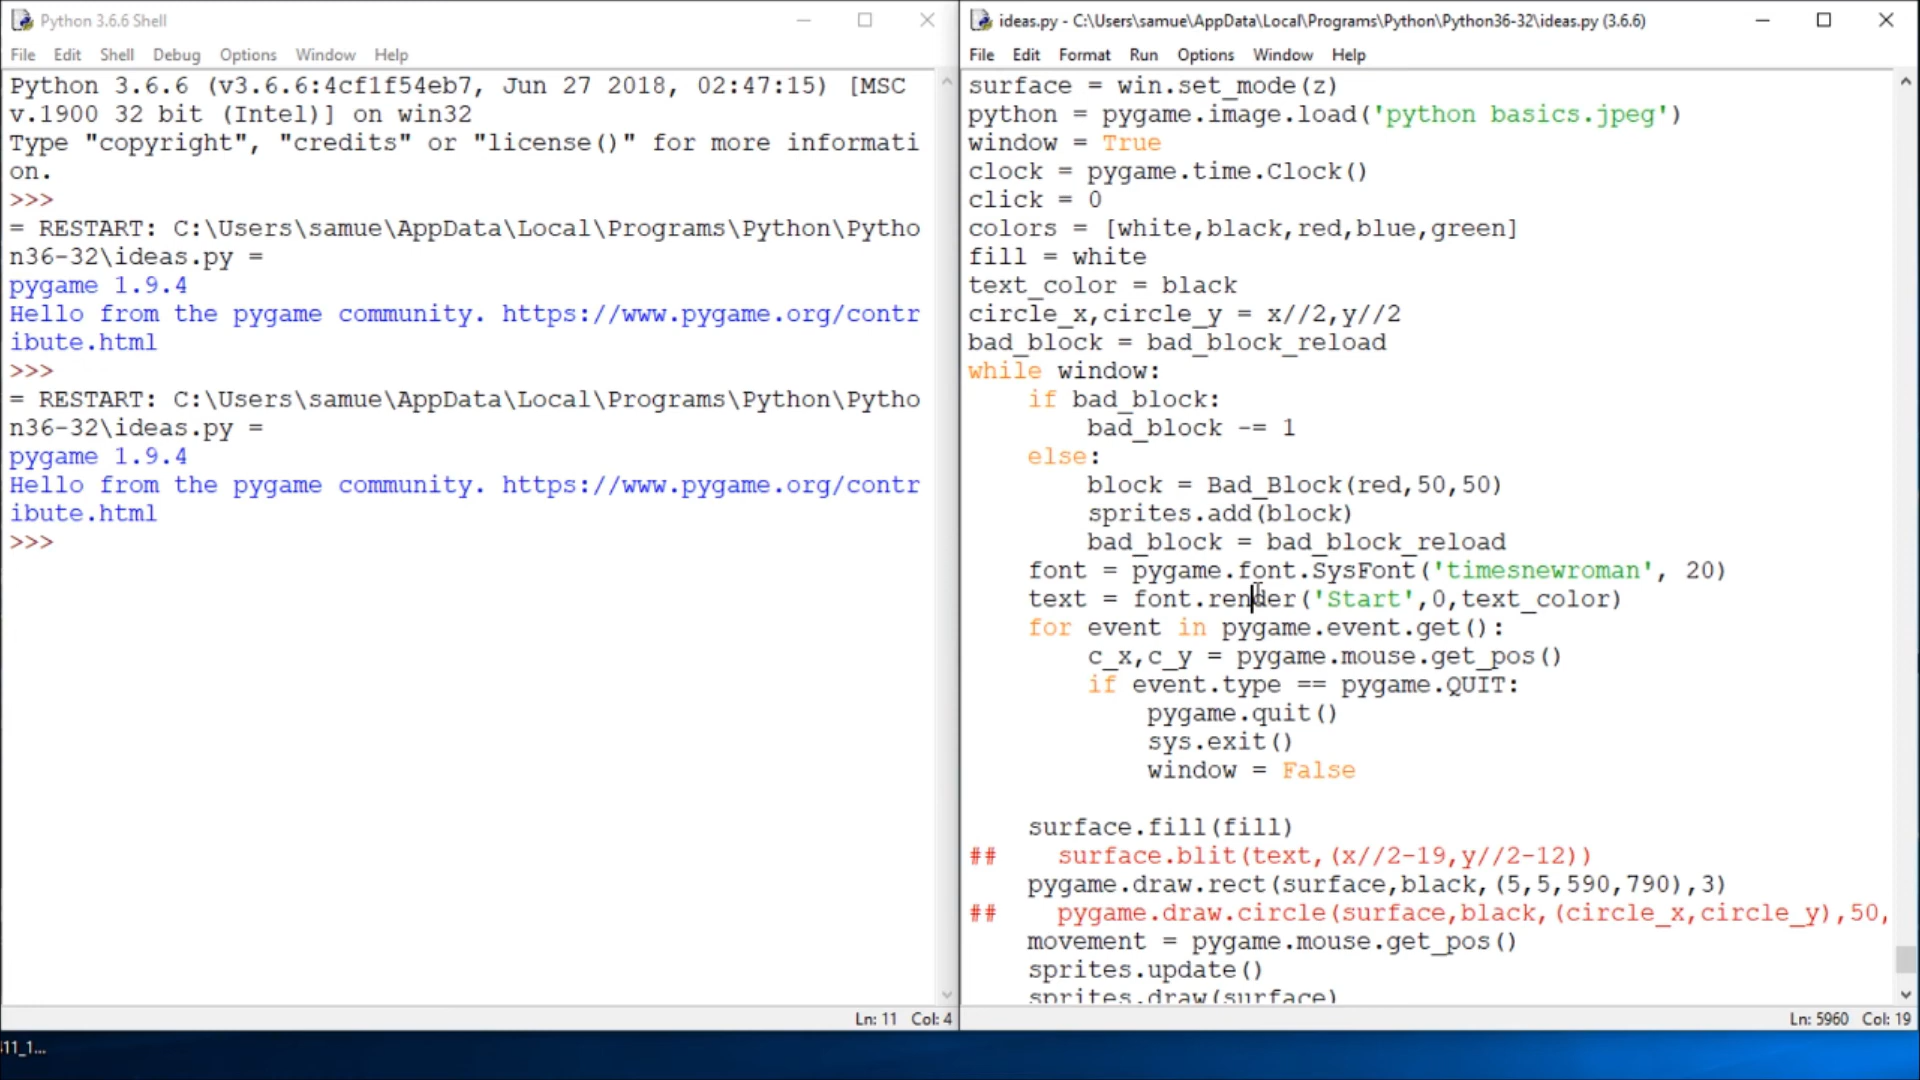 Python 3.6.6 Shell
File Edit Shell Debug Options Window Help
Python 3.6.6 (v3.6.6:4cf1f54eb7, Jun 27 2018, 02:47:15) [MSC
v.1900 32 bit (Intel)] on win32
Type "copyright", "credits" or "license()" for more informati
on.
>>>
= RESTART: C:\Users\samue\AppData\Local\Programs\Python\Pytho
n36-32\ideas.py =
pygame 1.9.4
Hello from the pygame community. https://www.pygame.org/contr
ibute.html
>>>
= RESTART: C:\Users\samue\AppData\Local\Programs\Python\Pytho
n36-32\ideas.py =
pygame 1.9.4
Hello from the pygame community. https://www.pygame.org/contr
ibute.html
>>>
Ln: 11 Col: 4
ideas.py - C:\Users\samue\AppData\Local\Programs\Python\Python36-32\ideas.py (3.6.6)
File Edit Format Run Options Window Help
surface = win.set_mode(z)
python = pygame.image.load('python basics.jpeg')
window = True
clock = pygame.time.Clock()
click = 0
colors = [white,black,red,blue,green]
fill = white
text_color = black
circle_x,circle_y = x//2,y//2
bad_block = bad_block_reload
while window:
    if bad_block:
        bad_block -= 1
    else:
        block = Bad_Block(red,50,50)
        sprites.add(block)
        bad_block = bad_block_reload
    font = pygame.font.SysFont('timesnewroman', 20)
    text = font.render('Start',0,text_color)
    for event in pygame.event.get():
        c_x,c_y = pygame.mouse.get_pos()
        if event.type == pygame.QUIT:
            pygame.quit()
            sys.exit()
            window = False
    surface.fill(fill)
##    surface.blit(text,(x//2-19,y//2-12))
    pygame.draw.rect(surface,black,(5,5,590,790),3)
##    pygame.draw.circle(surface,black,(circle_x,circle_y),50,
    movement = pygame.mouse.get_pos()
    sprites.update()
    sprites.draw(surface)
Ln: 5960 Col: 19
11_1...